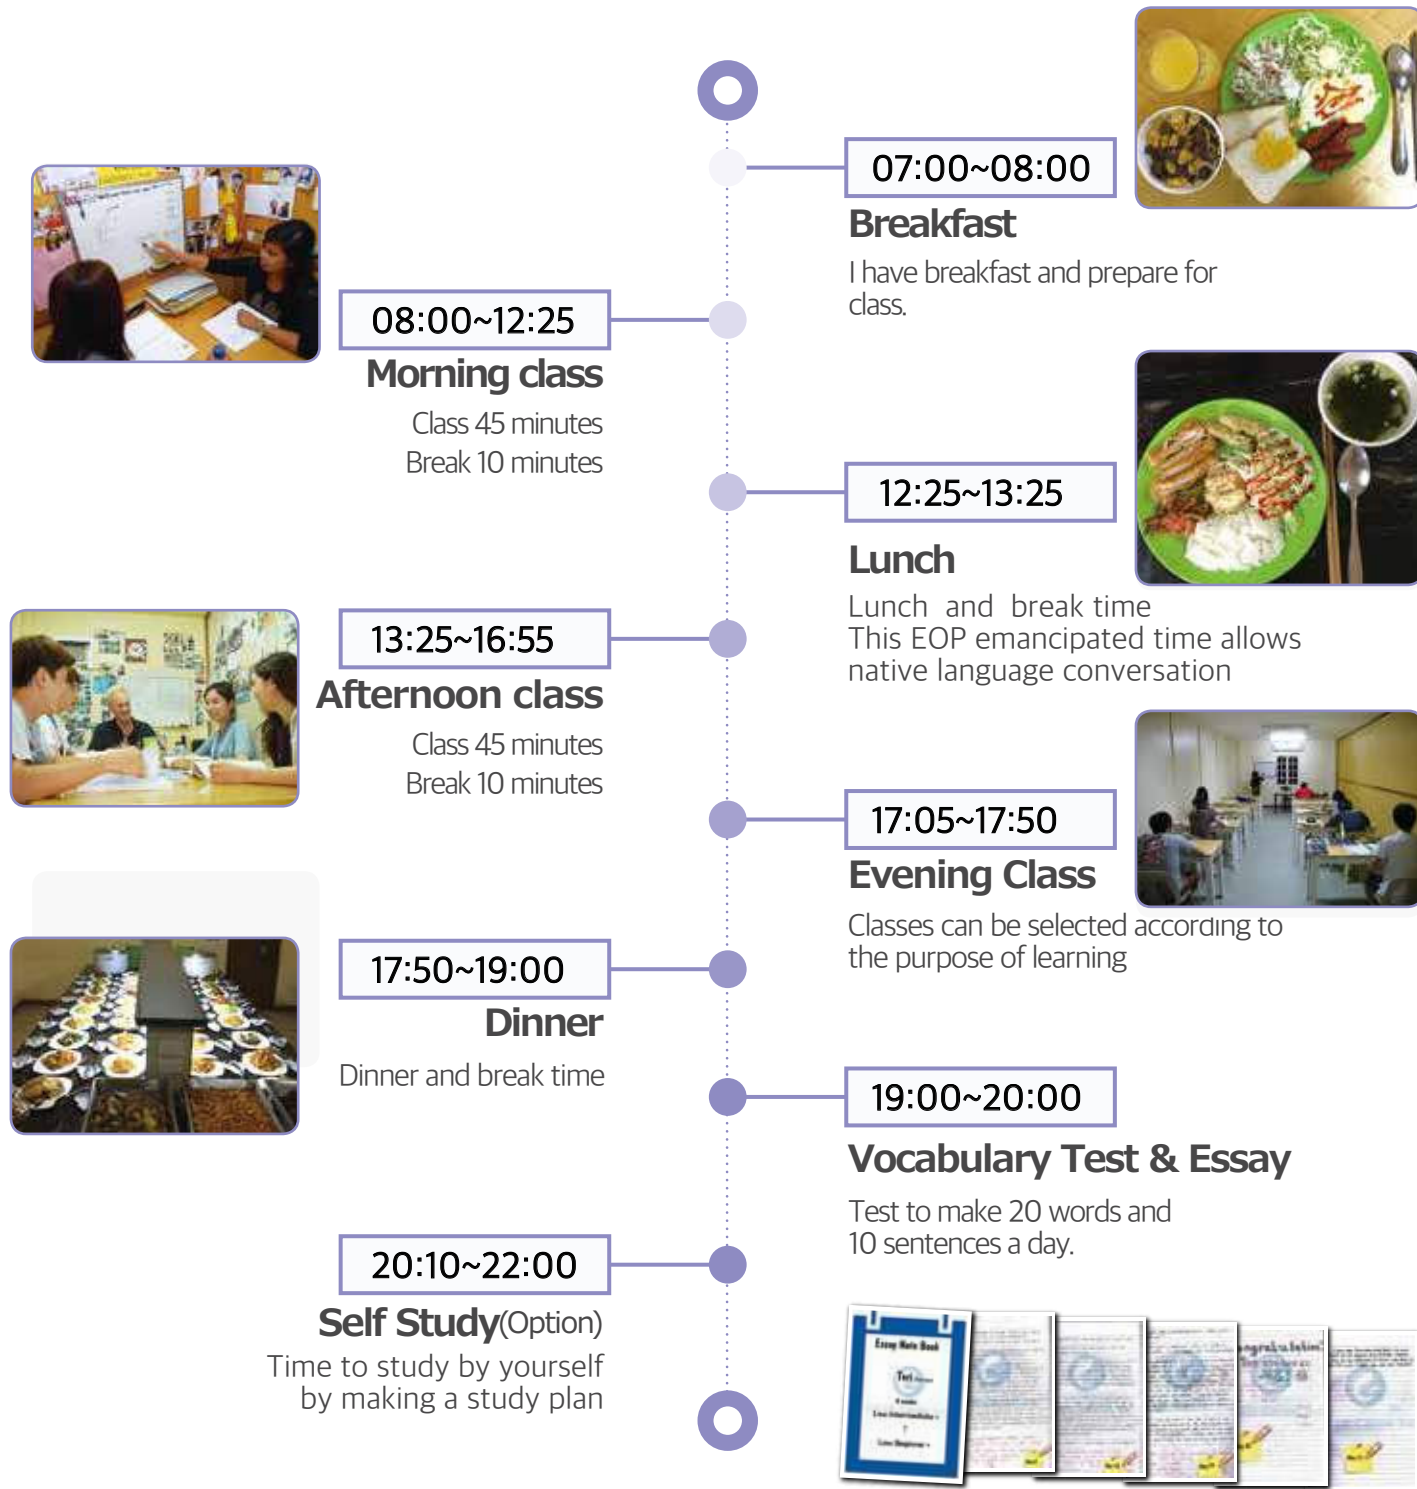 07:00~08:00
Breakfast
I have breakfast and prepare for
class.
08:00~12:25
Morning class
Class 45 minutes
Break 10 minutes
12:25~13:25
Lunch
Lunch and break time
This EOP emancipated time allows
native language conversation
13:25~16:55
Afternoon class
Class 45 minutes
Break 10 minutes
17:05~17:50
Evening Class
Classes can be selected according to
the purpose of learning
17:50~19:00
Dinner
Dinner and break time
19:00~20:00
Vocabulary Test & Essay
Test to make 20 words and
10 sentences a day.
20:10~22:00
Self Study(Option)
Time to study by yourself
by making a study plan
Essay Note Book
Teri
Low Intermediate
Low Beginner